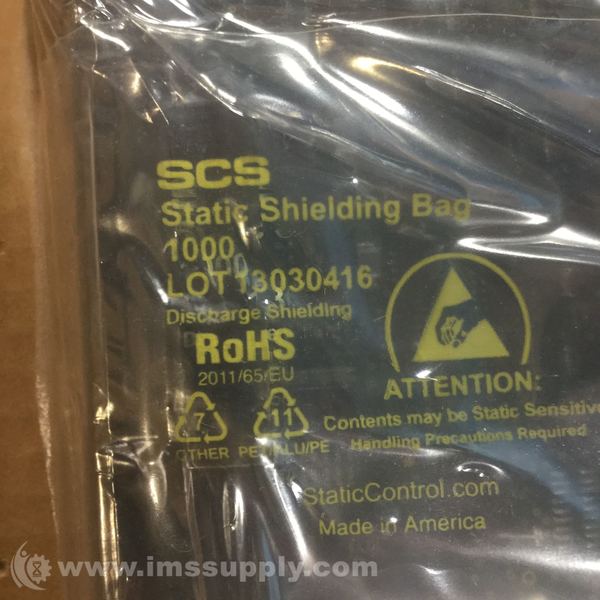 SCS
Static Shielding Bag
1000
LOT 13030416
Discharge Shielding
RoHS
2011/65/EU
7
11
OTHER
PET/ALU/PE
ATTENTION:
Contents may be Static Sensitive
Handling Precautions Required
StaticControl.com
Made in America
www.imssupply.com